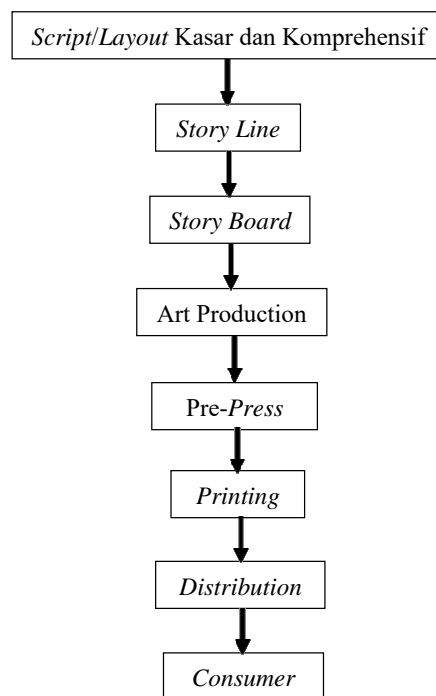 Script/Layout Kasar dan Komprehensif
Story Line
Story Board
Art Production
Pre-Press
Printing
Distribution
Consumer